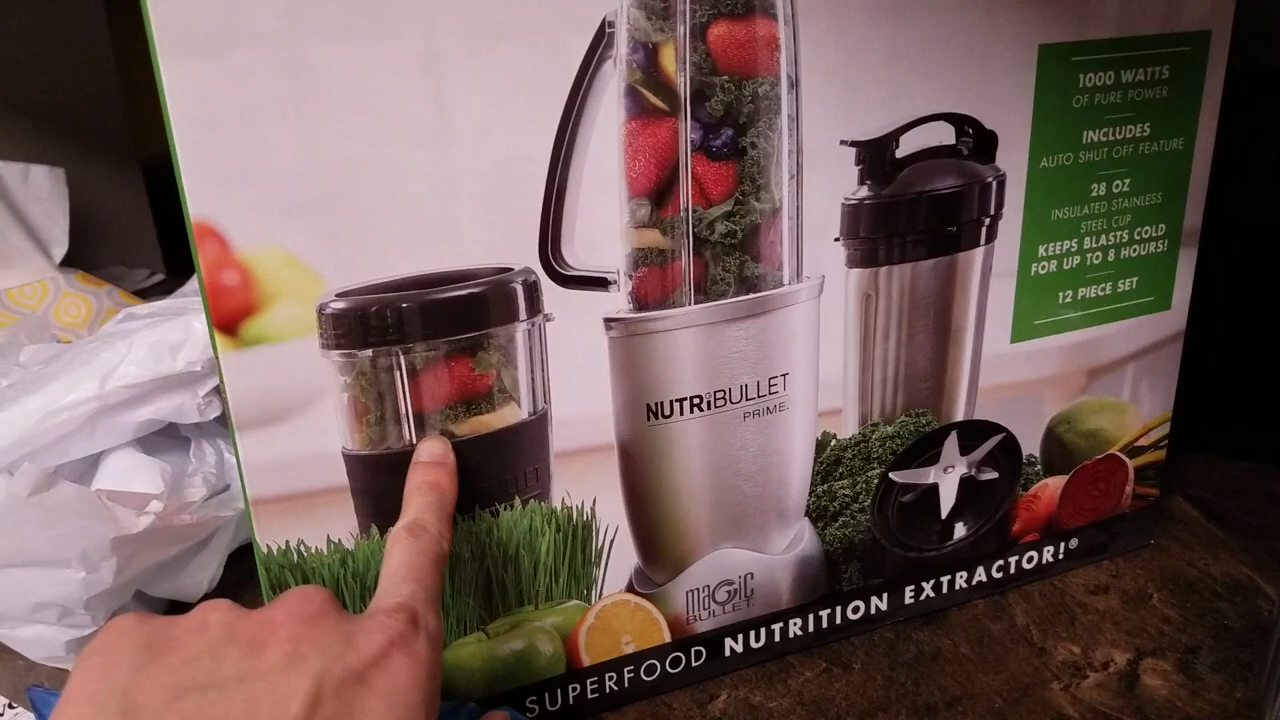 1000 WATTS
OF PURE POWER
INCLUDES
AUTO SHUT OFF FEATURE
28 OZ
INSULATED STAINLESS
STEEL CUP
KEEPS BLASTS COLD
FOR UP TO 8 HOURS!
12 PIECE SET
NUTRiBULLET
PRIME™
MAGIC
BULLET
SUPERFOOD NUTRITION EXTRACTOR!®